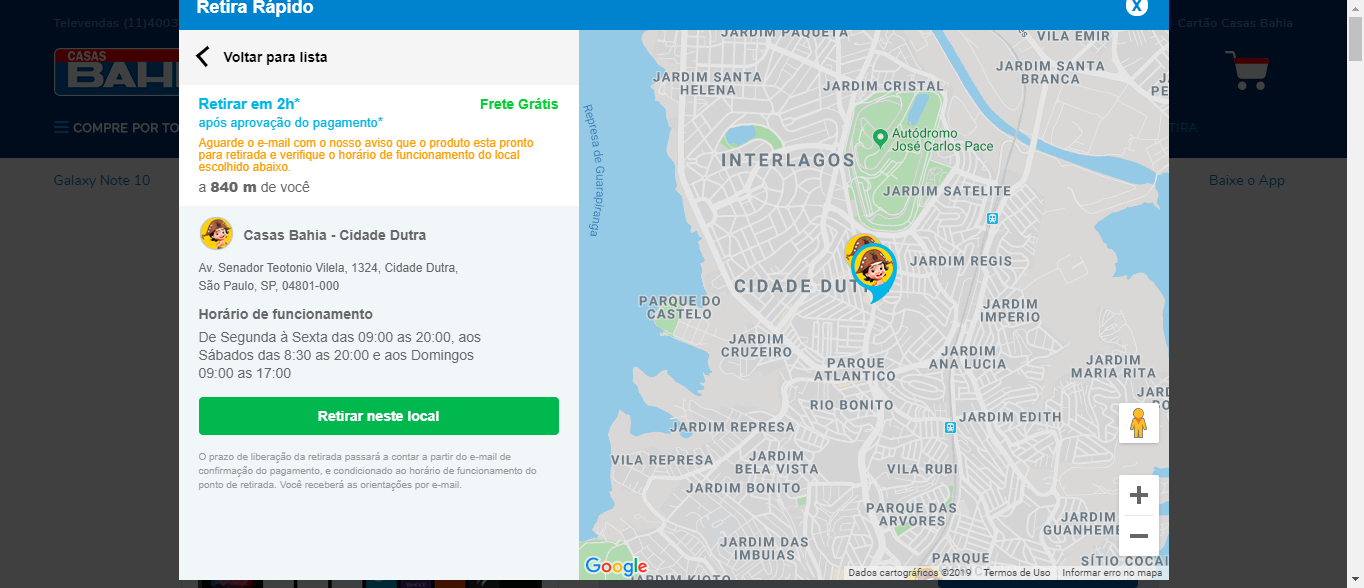 Retira Rápido
X
Televendas (11)4003
Cartão Casas Bahia
CASAS
BAHI
COMPRE POR TO
TIRA
Galaxy Note 10
Baixe o App
Voltar para lista
Retirar em 2h*
Frete Grátis
após aprovação do pagamento*
Aguarde o e-mail com o nosso aviso que o produto esta pronto
para retirada e verifique o horário de funcionamento do local
escolhido abaixo.
a 840 m de você
Casas Bahia - Cidade Dutra
Av. Senador Teotonio Vilela, 1324, Cidade Dutra,
São Paulo, SP, 04801-000
Horário de funcionamento
De Segunda à Sexta das 09:00 as 20:00, aos
Sábados das 8:30 as 20:00 e aos Domingos
09:00 as 17:00
Retirar neste local
O prazo de liberação da retirada passará a contar a partir do e-mail de
confirmação do pagamento, e condicionado ao horário de funcionamento do
ponto de retirada. Você receberá as orientações por e-mail.
JARDIM PAQUETA
VILA EMIR
JARDIM SANTA
HELENA
JARDIM SANTA
BRANCA
JARDIM CRISTAL
Represa de Guarapiranga
Autódromo
José Carlos Pace
INTERLAGOS
JARDIM SATELITE
JARDIM REGIS
CIDADE DUT
PARQUE DO
CASTELO
JARDIM
IMPERIO
JARDIM
CRUZEIRO
JARDIM
ANA LUCIA
PARQUE
ATLANTICO
JARDIM
MARIA RITA
RIO BONITO
JARDIM EDITH
JARDIM REPRESA
VILA REPRESA
JARDIM
BELA VISTA
VILA RUBI
JARDIM BONITO
PARQUE DAS
ARVORES
JARDIM
GUANHEM
JARDIM DAS
IMBUIAS
PARQUE
SÍTIO COCAI
JARDIM KIOTO
Google
Dados cartográficos ©2019
Termos de Uso
Informar erro no mapa